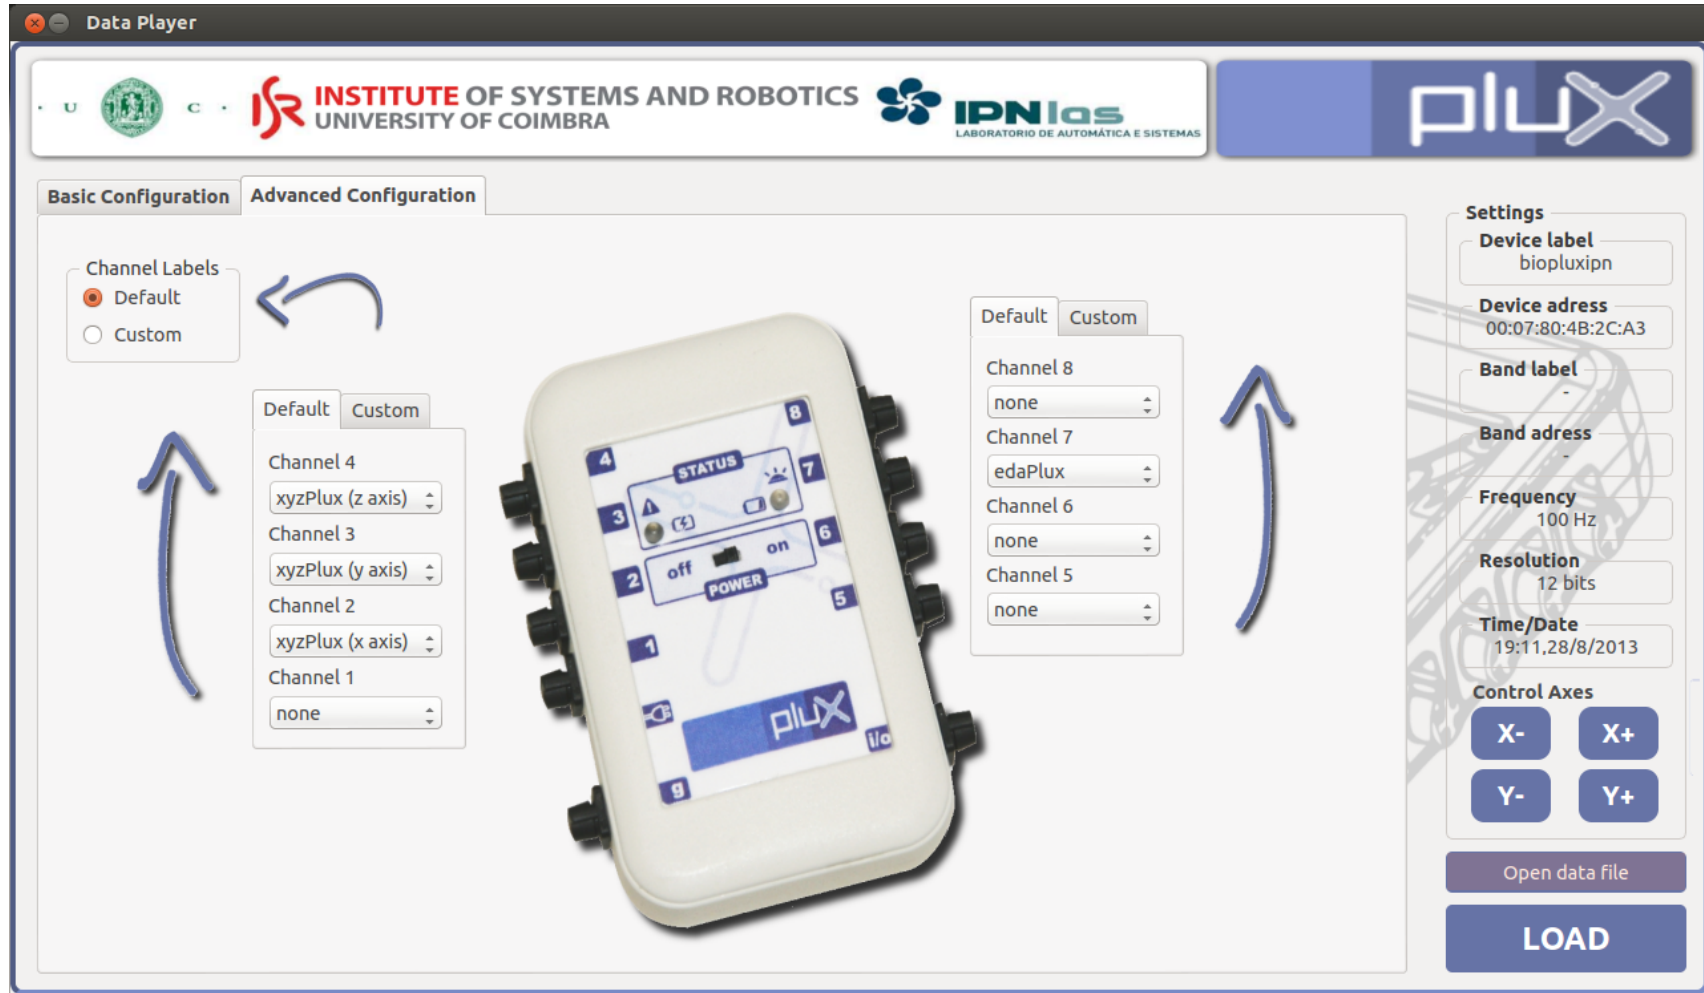 Data Player
· U C ·
ISR INSTITUTE OF SYSTEMS AND ROBOTICS
UNIVERSITY OF COIMBRA
IPN las
LABORATORIO DE AUTOMÁTICA E SISTEMAS
plux
Basic Configuration
Advanced Configuration
Channel Labels
Default
Custom
Default Custom
Channel 4
xyzPlux (z axis)
Channel 3
xyzPlux (y axis)
Channel 2
xyzPlux (x axis)
Channel 1
none
8
4
STATUS
7
3
6
off on
2
POWER
5
1
plux
i/o
g
Default Custom
Channel 8
none
Channel 7
edaPlux
Channel 6
none
Channel 5
none
Settings
Device label
biopluxipn
Device adress
00:07:80:4B:2C:A3
Band label
-
Band adress
-
Frequency
100 Hz
Resolution
12 bits
Time/Date
19:11,28/8/2013
Control Axes
X- X+
Y- Y+
Open data file
LOAD